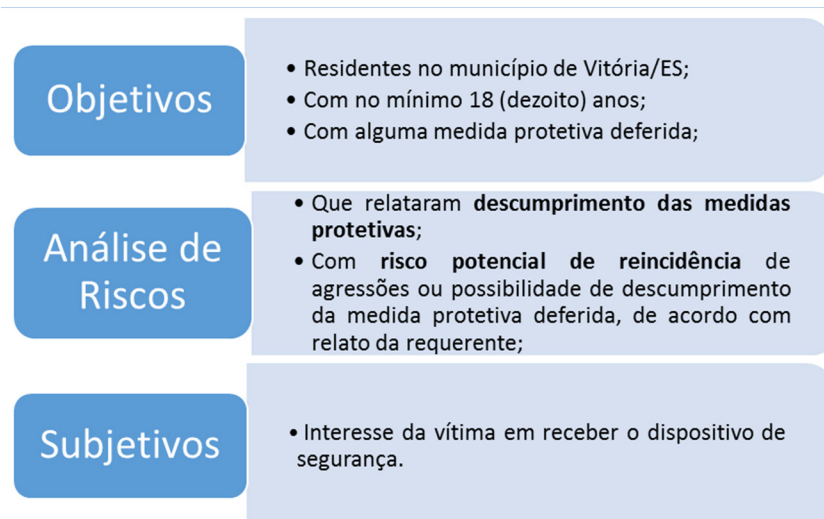 Objetivos
• Residentes no município de Vitória/ES;
• Com no mínimo 18 (dezoito) anos;
• Com alguma medida protetiva deferida;
Análise de
Riscos
• Que relataram descumprimento das medidas
protetivas;
• Com risco potencial de reincidência de
agressões ou possibilidade de descumprimento
da medida protetiva deferida, de acordo com
relato da requerente;
Subjetivos
• Interesse da vítima em receber o dispositivo de
segurança.